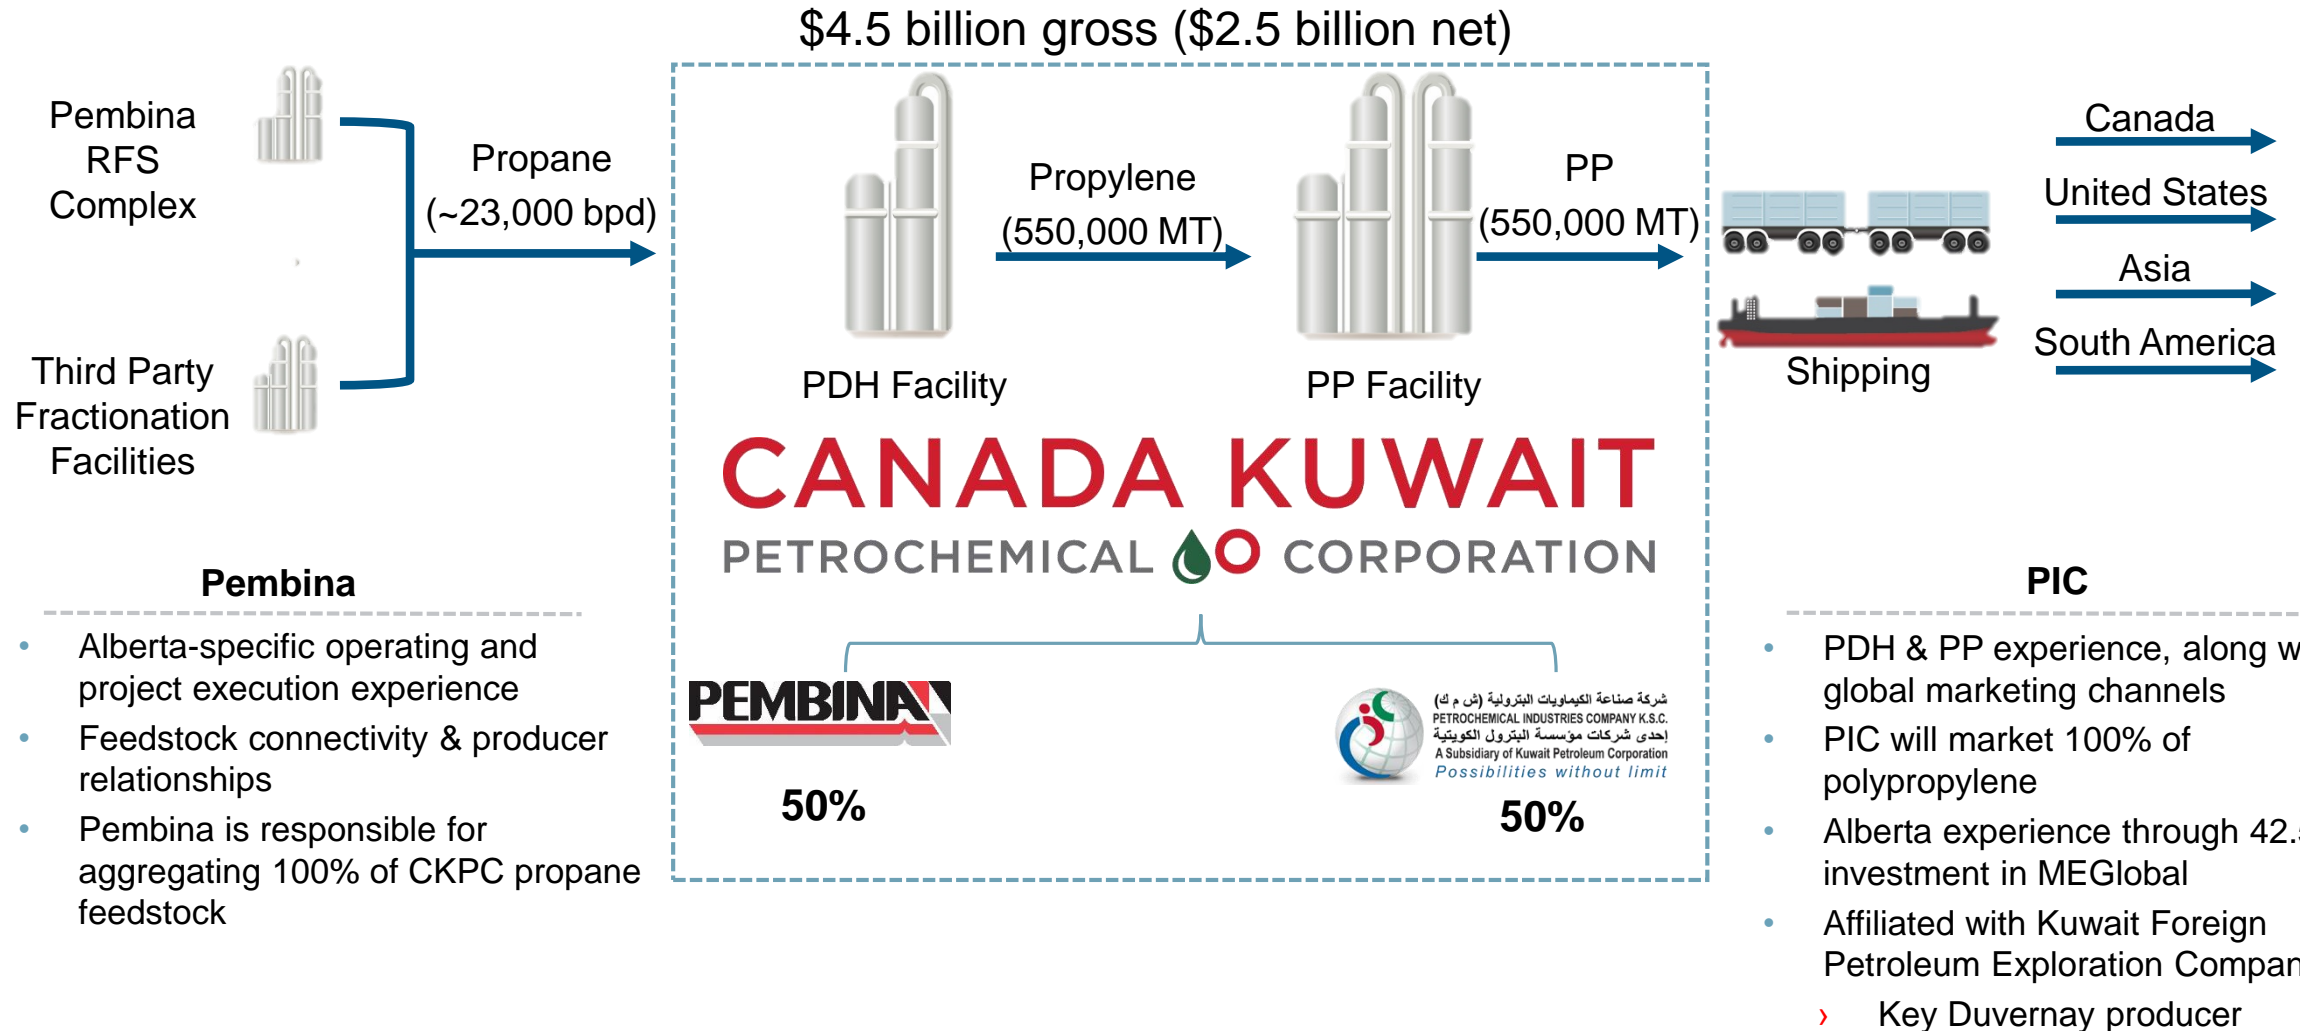 $4.5 billion gross ($2.5 billion net)
Pembina
RFS
Complex
Third Party
Fractionation
Facilities
Propane
(~23,000 bpd)
Propylene
(550,000 MT)
PP
(550,000 MT)
PDH Facility
PP Facility
Shipping
Canada
United States
Asia
South America
CANADA KUWAIT
PETROCHEMICAL CORPORATION
PEMBINA
50%
شركة صناعة الكيماويات البترولية (ش م ك)
PETROCHEMICAL INDUSTRIES COMPANY K.S.C.
إحدى شركات مؤسسة البترول الكويتية
A Subsidiary of Kuwait Petroleum Corporation
Possibilities without limit
50%
Pembina
• Alberta-specific operating and
project execution experience
• Feedstock connectivity & producer
relationships
• Pembina is responsible for
aggregating 100% of CKPC propane
feedstock
PIC
• PDH & PP experience, along
global marketing channels
• PIC will market 100% of
polypropylene
• Alberta experience through
investment in MEGlobal
• Affiliated with Kuwait Foreign
Petroleum Exploration
› Key Duvernay producer